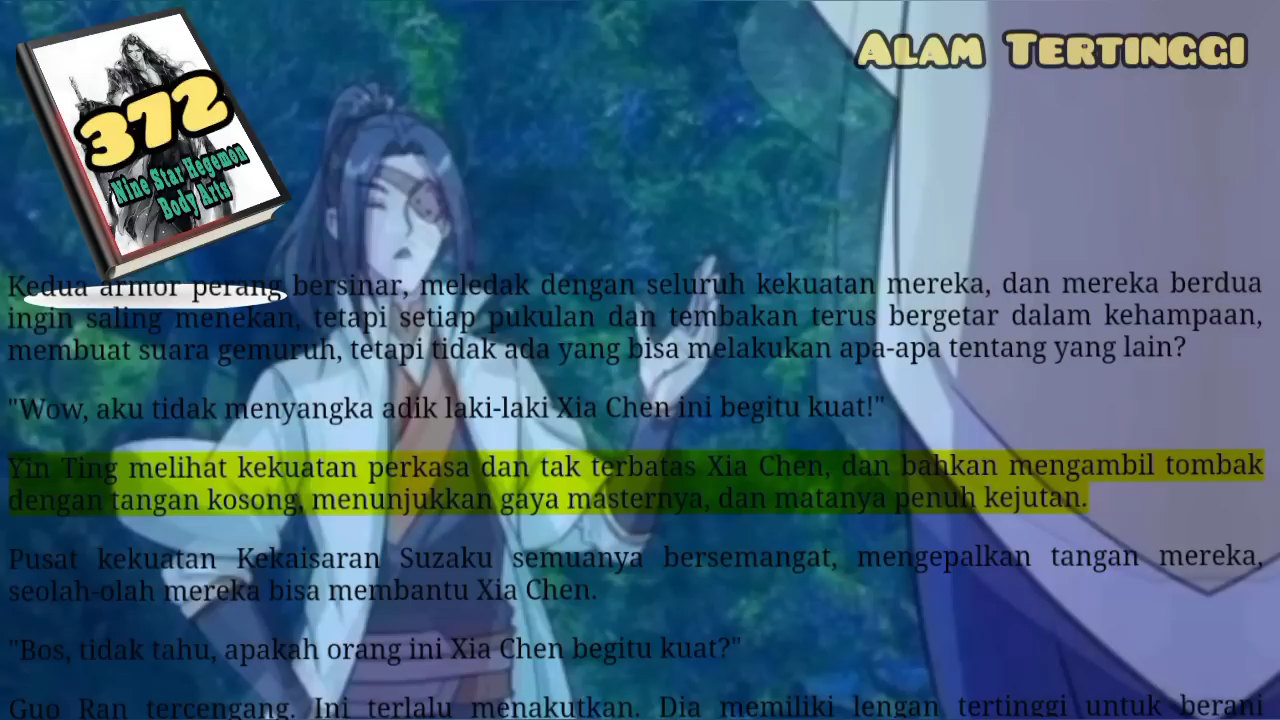 Alam Tertinggi
372
Nine Star Hegemon
Body Arts
Kedua armor perang bersinar, meledak dengan seluruh kekuatan mereka, dan mereka berdua
ingin saling menekan, tetapi setiap pukulan dan tembakan terus bergetar dalam kehampaan,
membuat suara gemuruh, tetapi tidak ada yang bisa melakukan apa-apa tentang yang lain?
"Wow, aku tidak menyangka adik laki-laki Xia Chen ini begitu kuat!"
Yin Ting melihat kekuatan perkasa dan tak terbatas Xia Chen, dan bahkan mengambil tombak
dengan tangan kosong, menunjukkan gaya masternya, dan matanya penuh kejutan.
Pusat kekuatan Kekaisaran Suzaku semuanya bersemangat, mengepalkan tangan mereka,
seolah-olah mereka bisa membantu Xia Chen.
"Bos, tidak tahu, apakah orang ini Xia Chen begitu kuat?"
Guo Ran tercengang. Ini terlalu menakutkan. Dia memiliki lengan tertinggi untuk berani